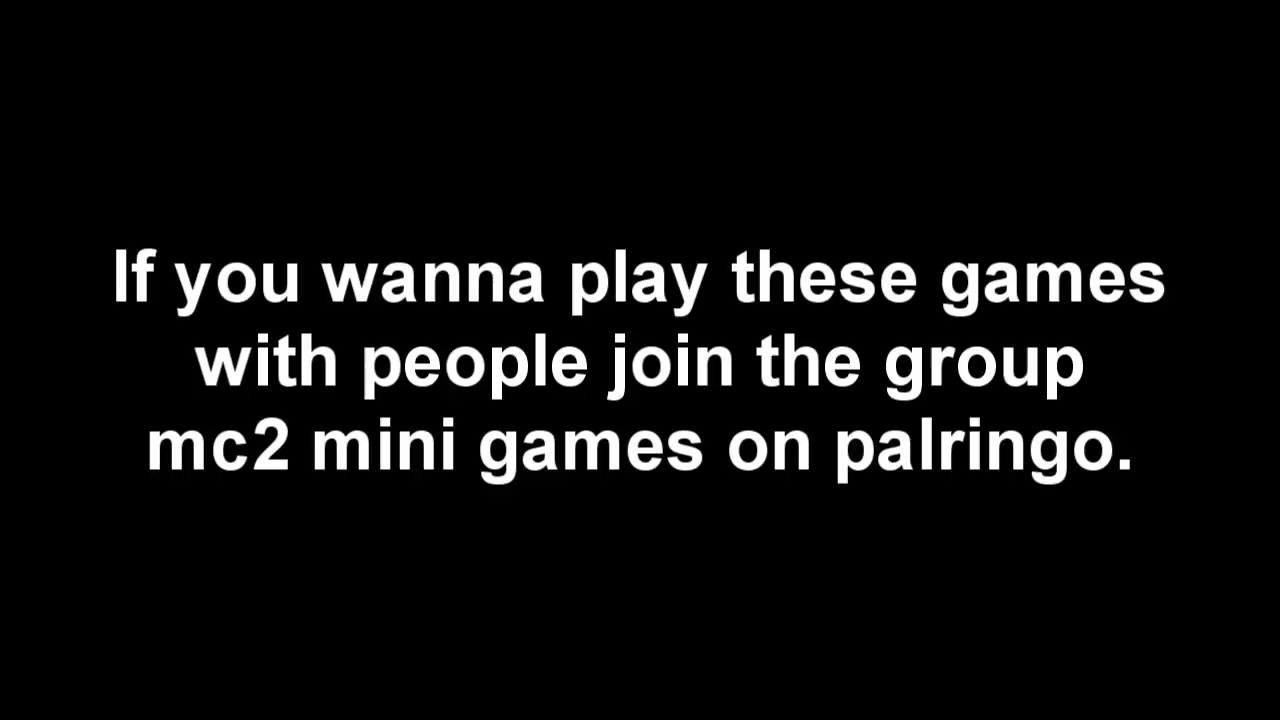 If you wanna play these games
with people join the group
mc2 mini games on palringo.